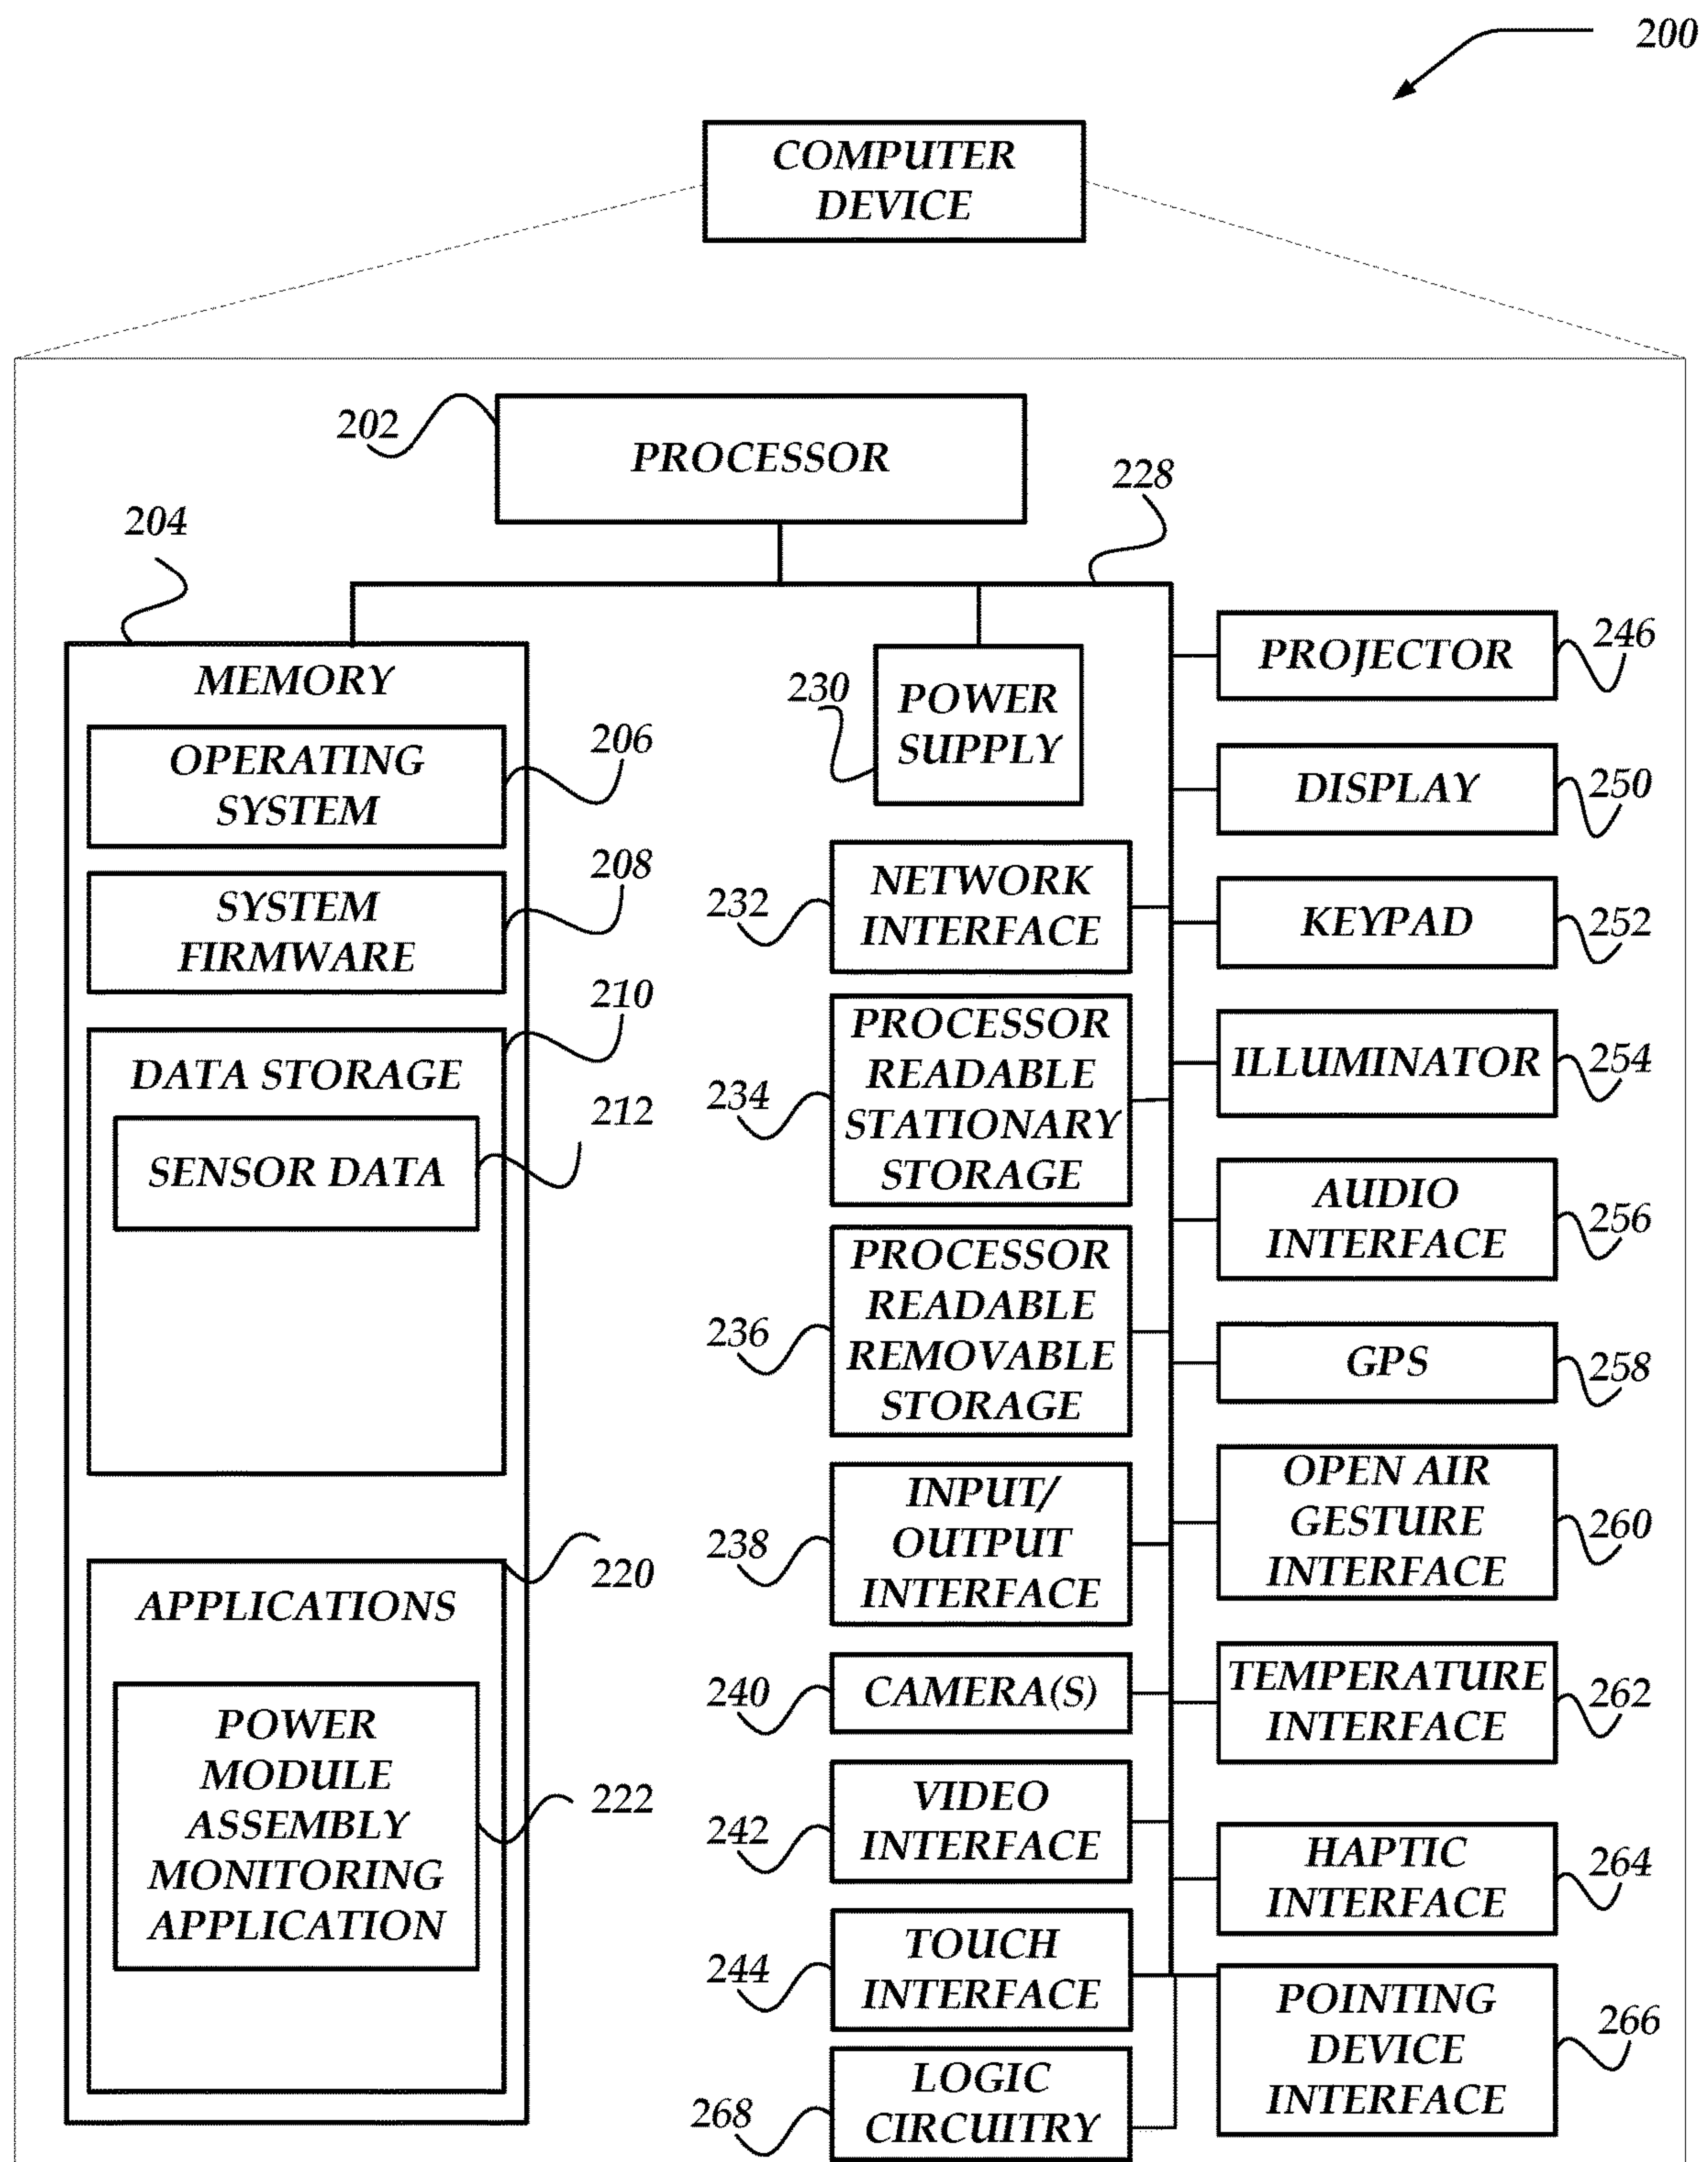 200
COMPUTER
DEVICE
202
PROCESSOR
228
204
MEMORY
OPERATING
SYSTEM
206
SYSTEM
FIRMWARE
208
210
DATA STORAGE
212
SENSOR DATA
220
APPLICATIONS
POWER
MODULE
ASSEMBLY
MONITORING
APPLICATION
222
230
POWER
SUPPLY
232
NETWORK
INTERFACE
234
PROCESSOR
READABLE
STATIONARY
STORAGE
236
PROCESSOR
READABLE
REMOVABLE
STORAGE
238
INPUT/
OUTPUT
INTERFACE
240
CAMERA(S)
242
VIDEO
INTERFACE
244
TOUCH
INTERFACE
268
LOGIC
CIRCUITRY
PROJECTOR
246
DISPLAY
250
KEYPAD
252
ILLUMINATOR
254
AUDIO
INTERFACE
256
GPS
258
OPEN AIR
GESTURE
INTERFACE
260
TEMPERATURE
INTERFACE
262
HAPTIC
INTERFACE
264
POINTING
DEVICE
INTERFACE
266